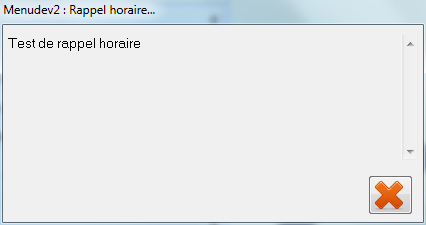 Menudev2 : Rappel horaire...
Test de rappel horaire